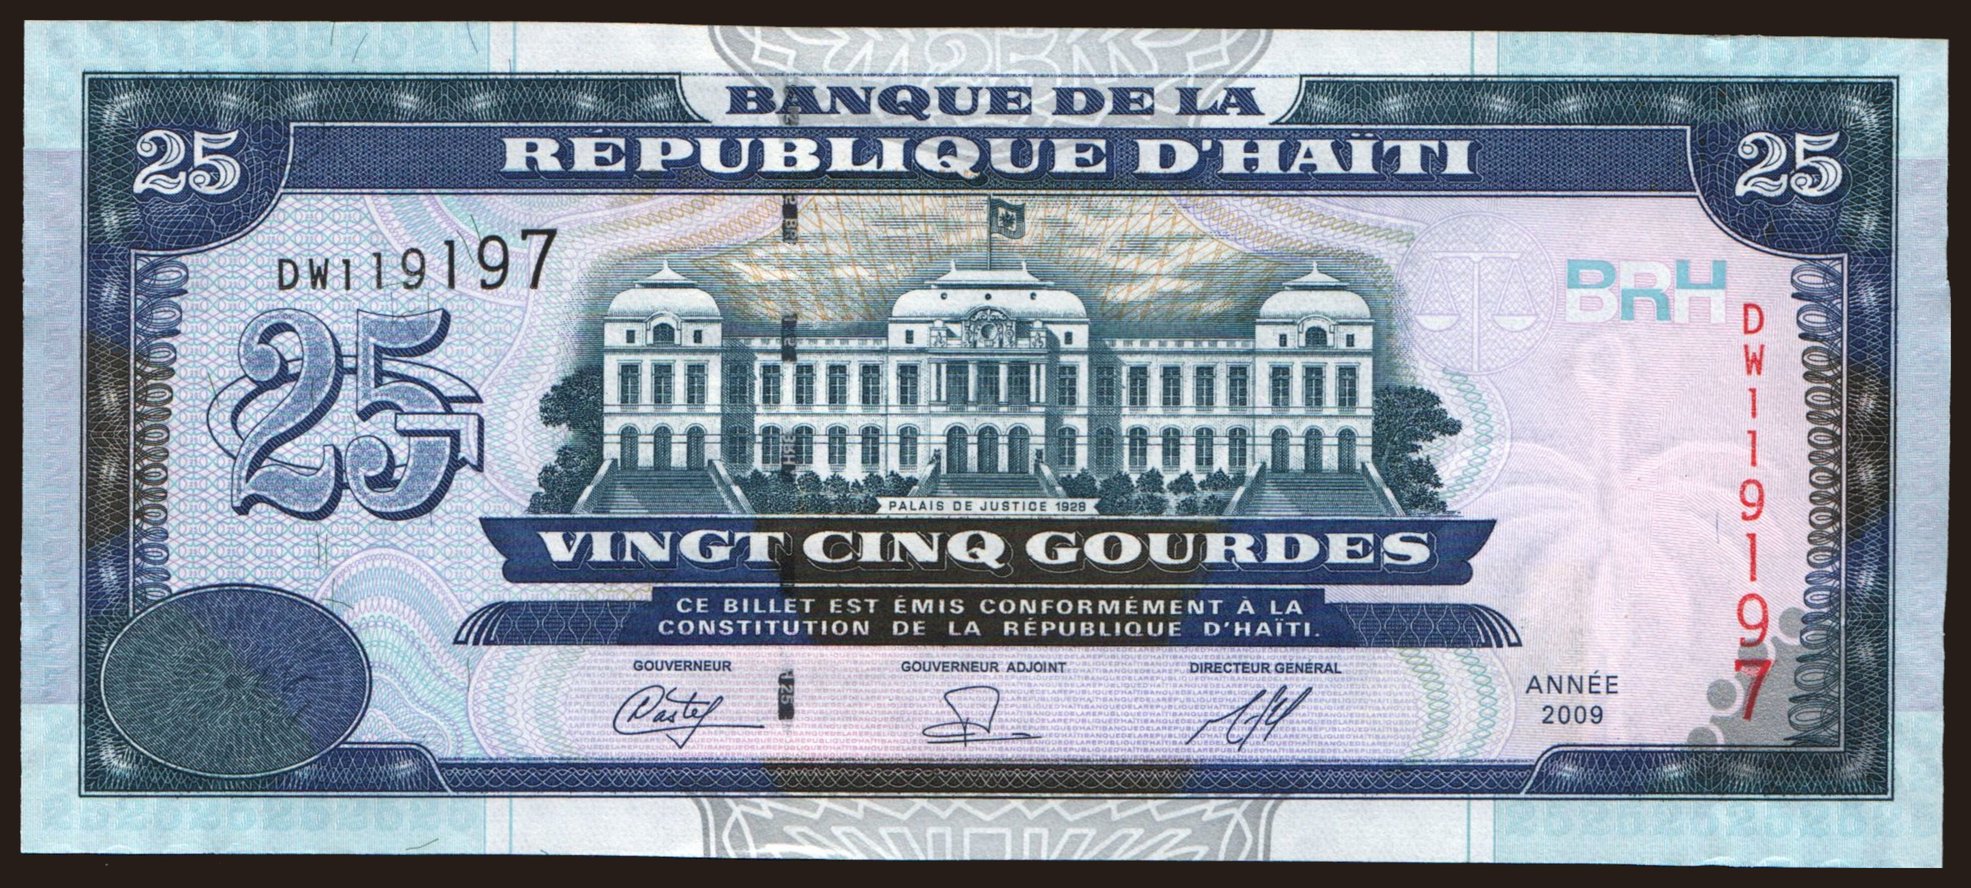 BANQUE DE LA
RÉPUBLIQUE D'HAÏTI
25
25
DW119197
25
BRH
DW119197
PALAIS DE JUSTICE 1928
VINGT CINQ GOURDES
CE BILLET EST ÉMIS CONFORMÉMENT À LA
CONSTITUTION DE LA RÉPUBLIQUE D'HAÏTI.
GOUVERNEUR
GOUVERNEUR ADJOINT
DIRECTEUR GÉNÉRAL
ANNÉE
2009